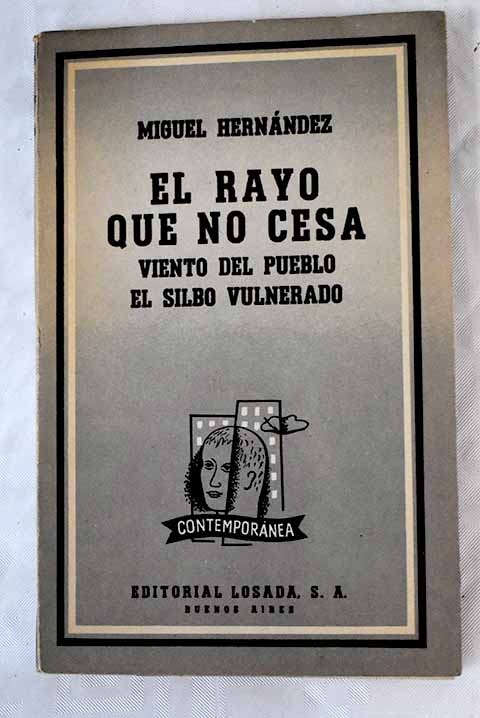 MIGUEL HERNÁNDEZ
EL RAYO
QUE NO CESA
VIENTO DEL PUEBLO
EL SILBO VULNERADO
CONTEMPORÁNEA
EDITORIAL LOSADA, S. A.
BUENOS AIRES